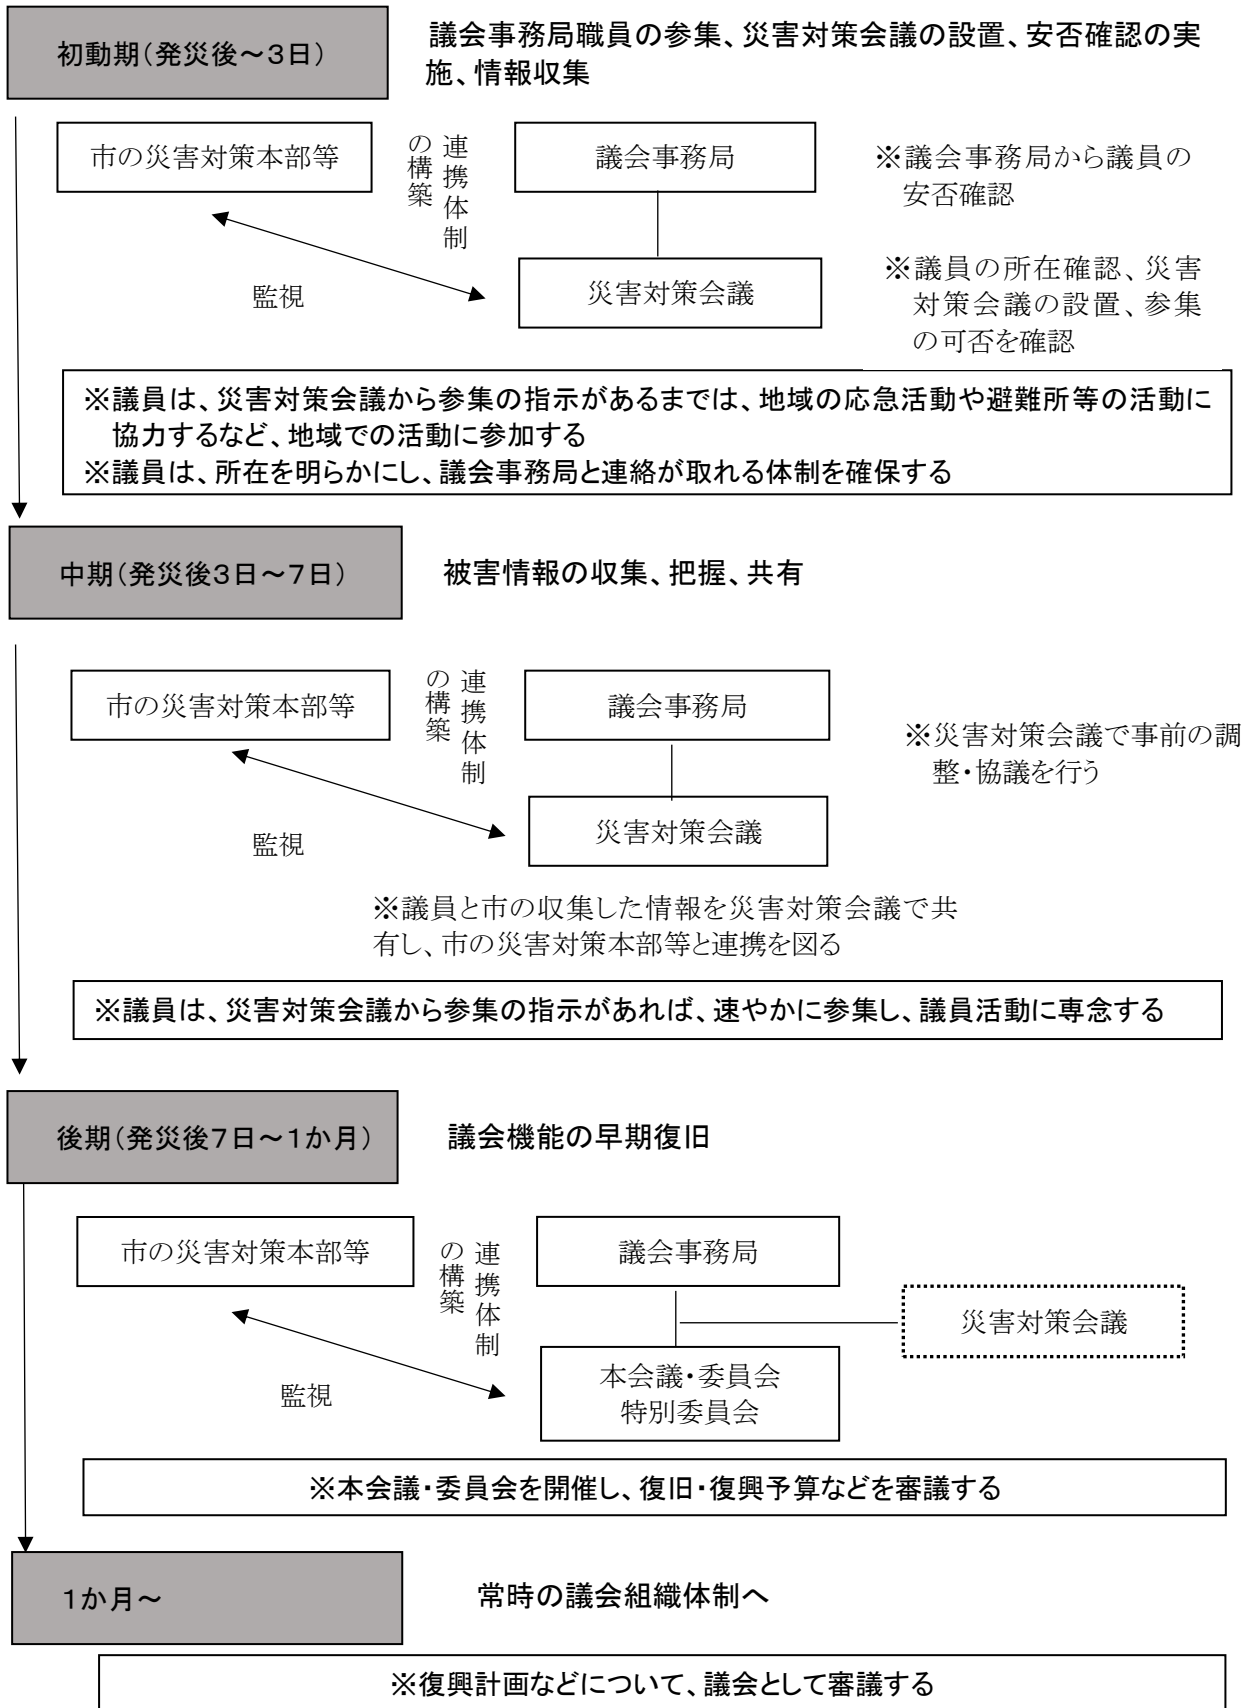 初動期(発災後～3日)
議会事務局職員の参集、災害対策会議の設置、安否確認の実
施、情報収集
市の災害対策本部等
連携体制
の構築
議会事務局
※議会事務局から議員の
安否確認
監視
災害対策会議
※議員の所在確認、災害
対策会議の設置、参集
の可否を確認
※議員は、災害対策会議から参集の指示があるまでは、地域の応急活動や避難所等の活動に
協力するなど、地域での活動に参加する
※議員は、所在を明らかにし、議会事務局と連絡が取れる体制を確保する
中期(発災後3日～7日)
被害情報の収集、把握、共有
市の災害対策本部等
連携体制
の構築
議会事務局
※災害対策会議で事前の調
整・協議を行う
監視
災害対策会議
※議員と市の収集した情報を災害対策会議で共
有し、市の災害対策本部等と連携を図る
※議員は、災害対策会議から参集の指示があれば、速やかに参集し、議員活動に専念する
後期(発災後7日～1か月)
議会機能の早期復旧
市の災害対策本部等
連携体制
の構築
議会事務局
災害対策会議
監視
本会議・委員会
特別委員会
※本会議・委員会を開催し、復旧・復興予算などを審議する
1か月～
常時の議会組織体制へ
※復興計画などについて、議会として審議する